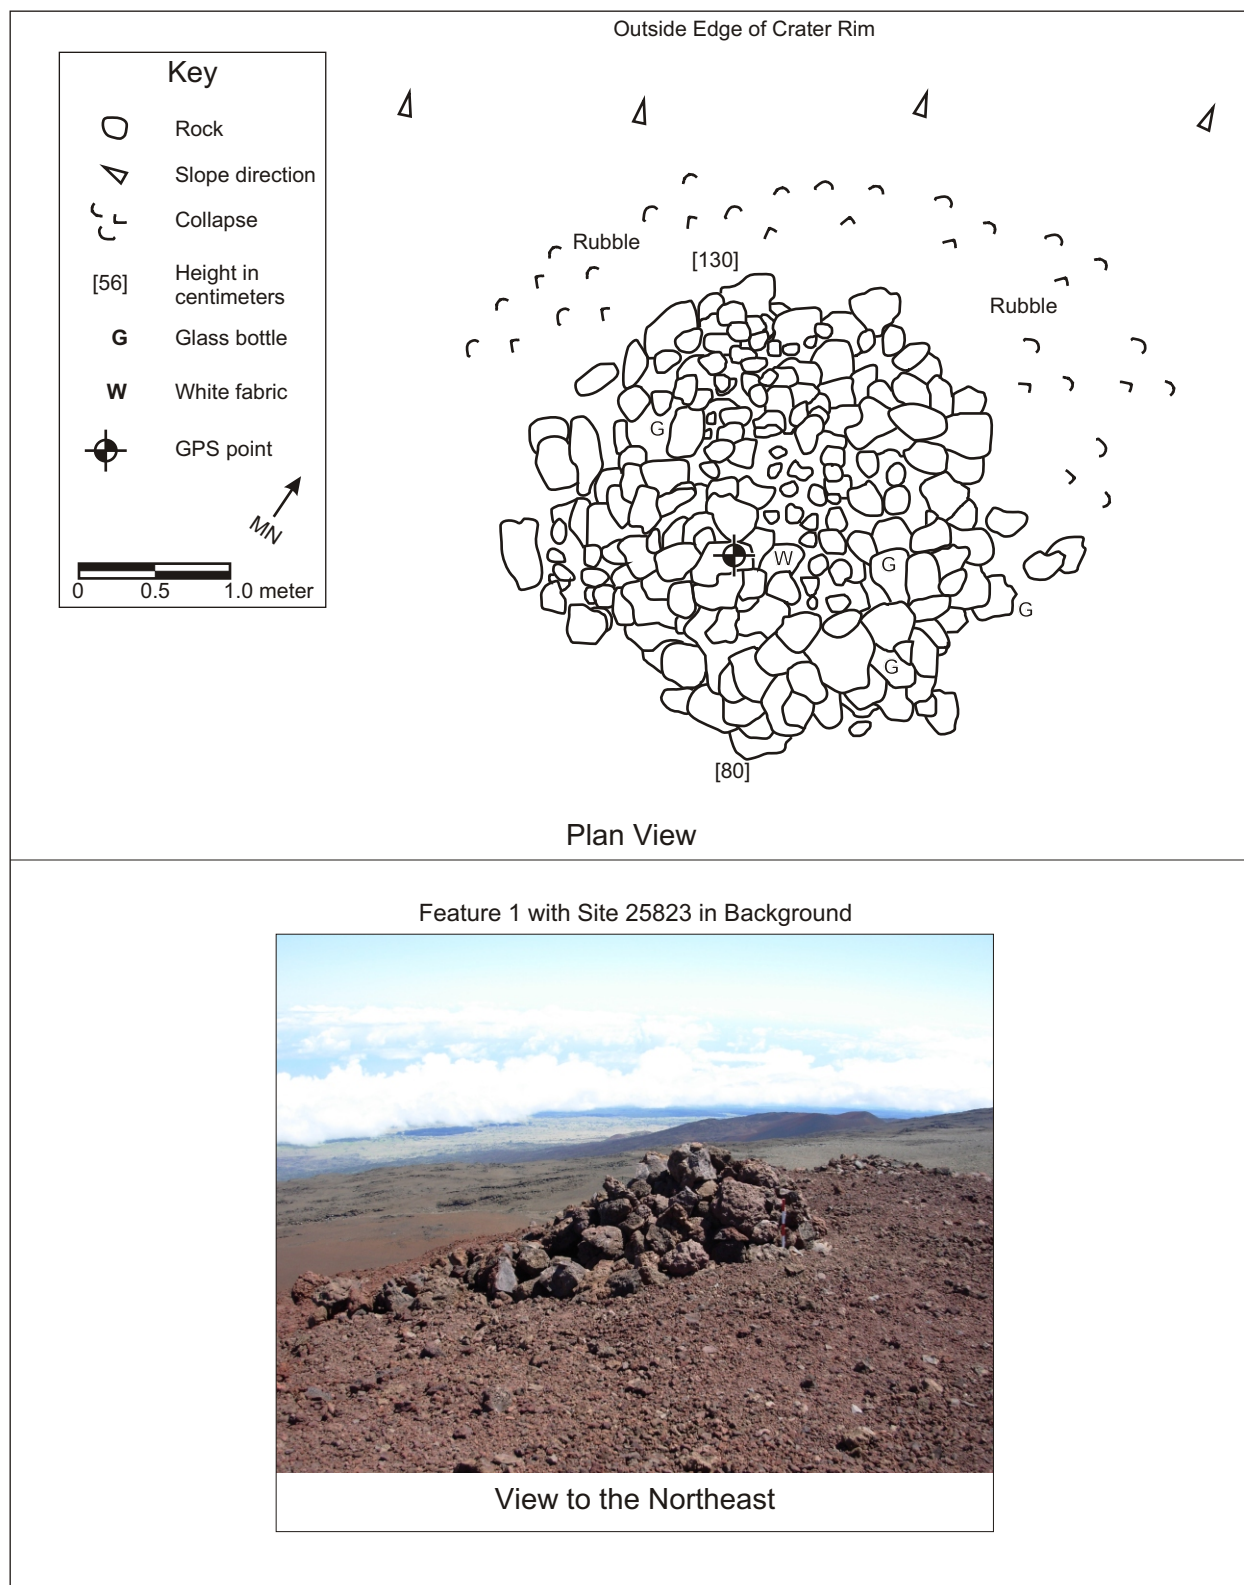 Outside Edge of Crater Rim
Key
Rock
Slope direction
Collapse
[56]
Height in
centimeters
G
Glass bottle
W
White fabric
GPS point
MN
0
0.5
1.0 meter
Rubble
[130]
Rubble
G
W
G
G
G
[80]
Plan View
Feature 1 with Site 25823 in Background
View to the Northeast